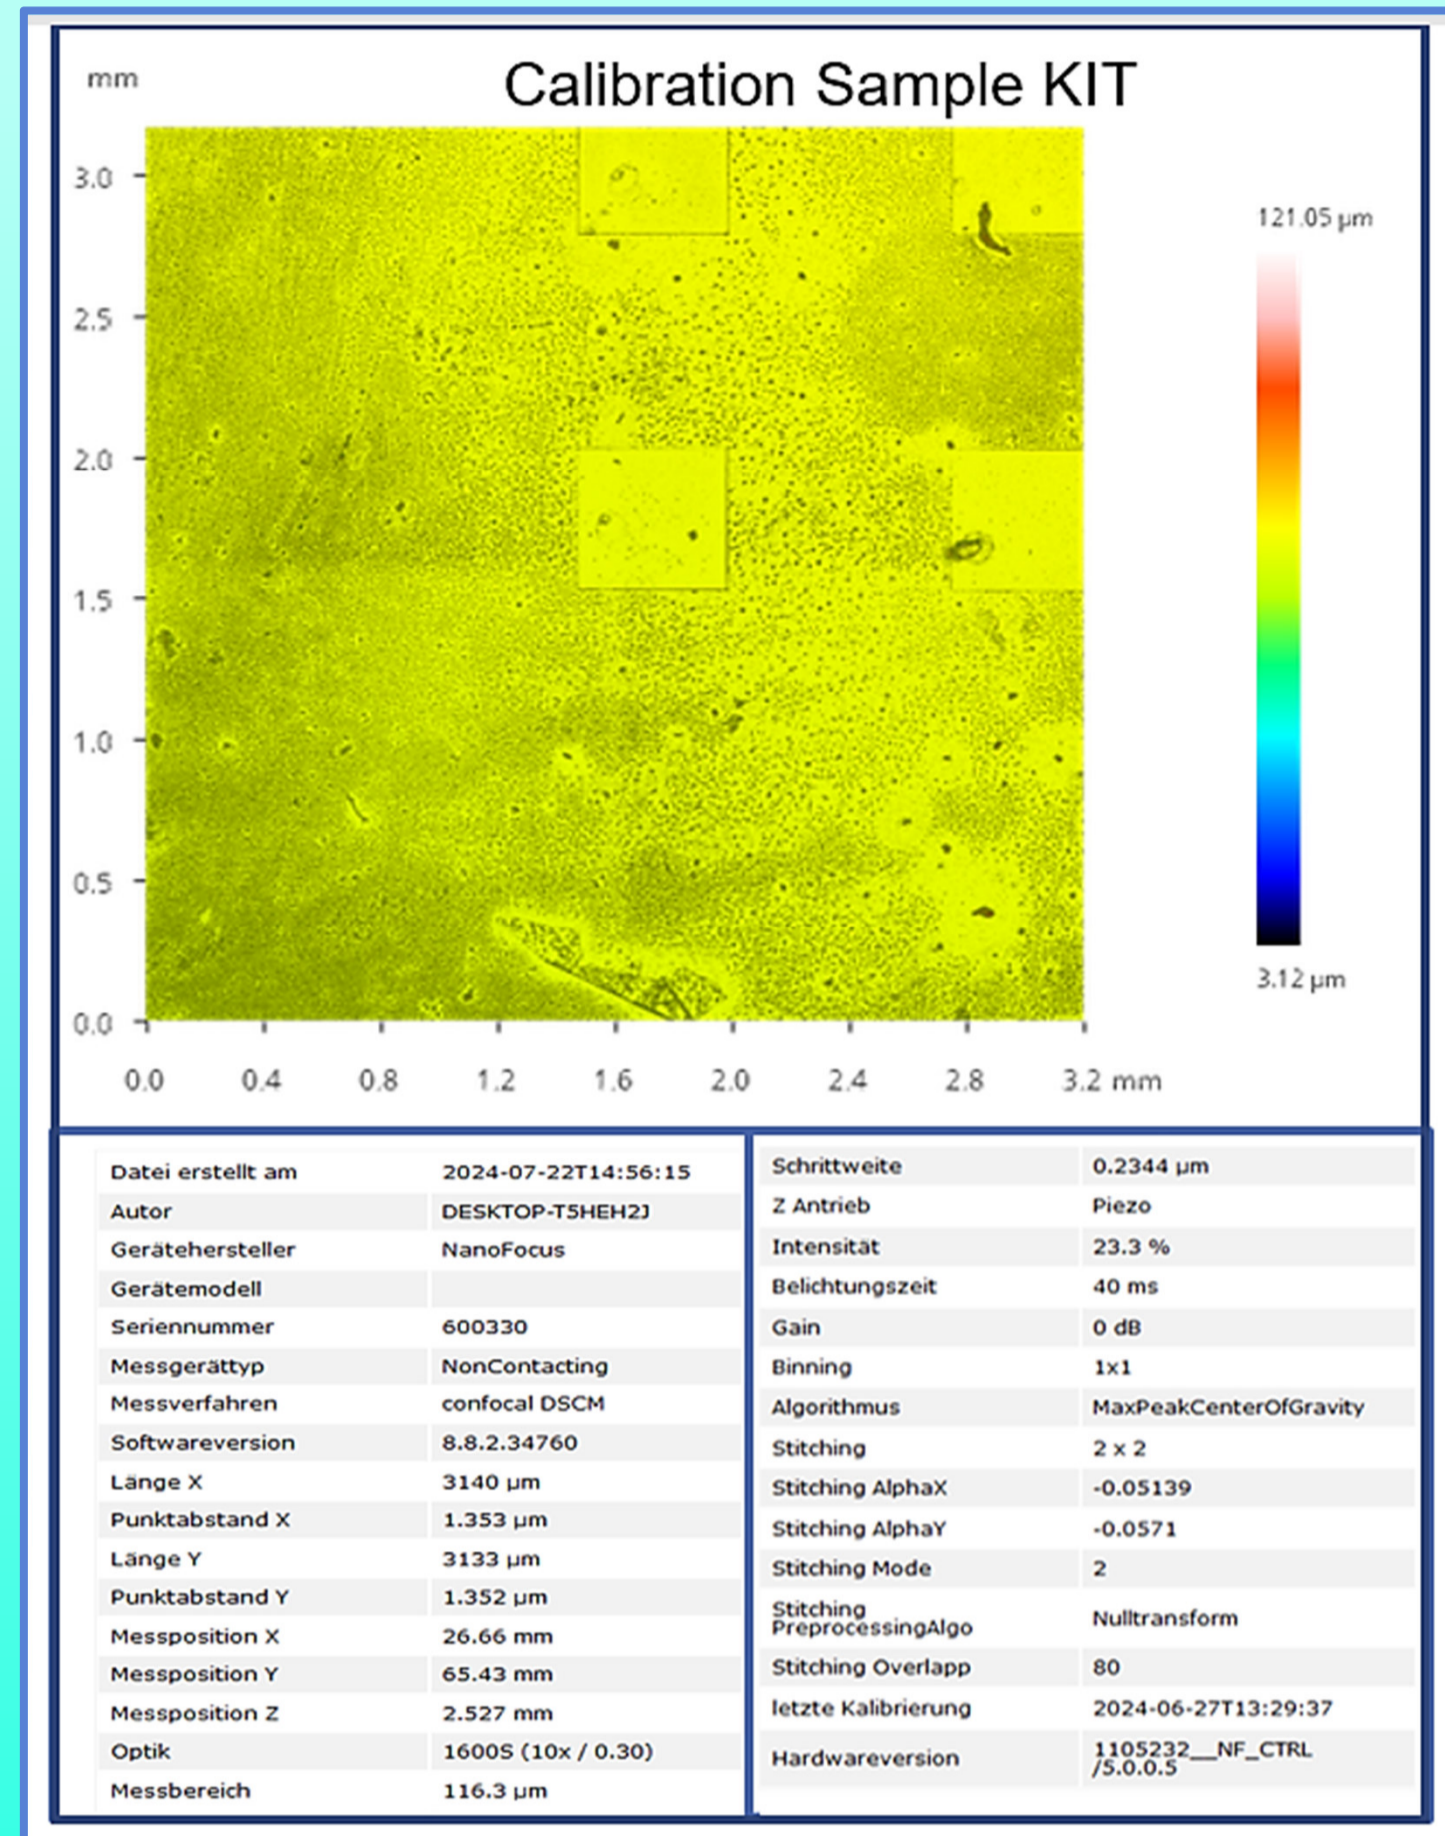 Calibration Sample KIT
mm
3.0
2.5
2.0
1.5
1.0
0.5
0.0
0.0 0.4 0.8 1.2 1.6 2.0 2.4 2.8 3.2 mm
121.05 µm
3.12 µm
Datei erstellt am 2024-07-22T14:56:15
Autor DESKTOP-T5HEH2J
Gerätehersteller NanoFocus
Gerätemodell
Seriennummer 600330
Messgerättyp NonContacting
Messverfahren confocal DSCM
Softwareversion 8.8.2.34760
Länge X 3140 µm
Punktabstand X 1.353 µm
Länge Y 3133 µm
Punktabstand Y 1.352 µm
Messposition X 26.66 mm
Messposition Y 65.43 mm
Messposition Z 2.527 mm
Optik 1600S (10x / 0.30)
Messbereich 116.3 µm
Schrittweite 0.2344 µm
Z Antrieb Piezo
Intensität 23.3 %
Belichtungszeit 40 ms
Gain 0 dB
Binning 1x1
Algorithmus MaxPeakCenterOfGravity
Stitching 2 x 2
Stitching AlphaX -0.05139
Stitching AlphaY -0.0571
Stitching Mode 2
Stitching
PreprocessingAlgo Nulltransform
Stitching Overlapp 80
letzte Kalibrierung 2024-06-27T13:29:37
Hardwareversion 1105232__NF_CTRL
/5.0.0.5